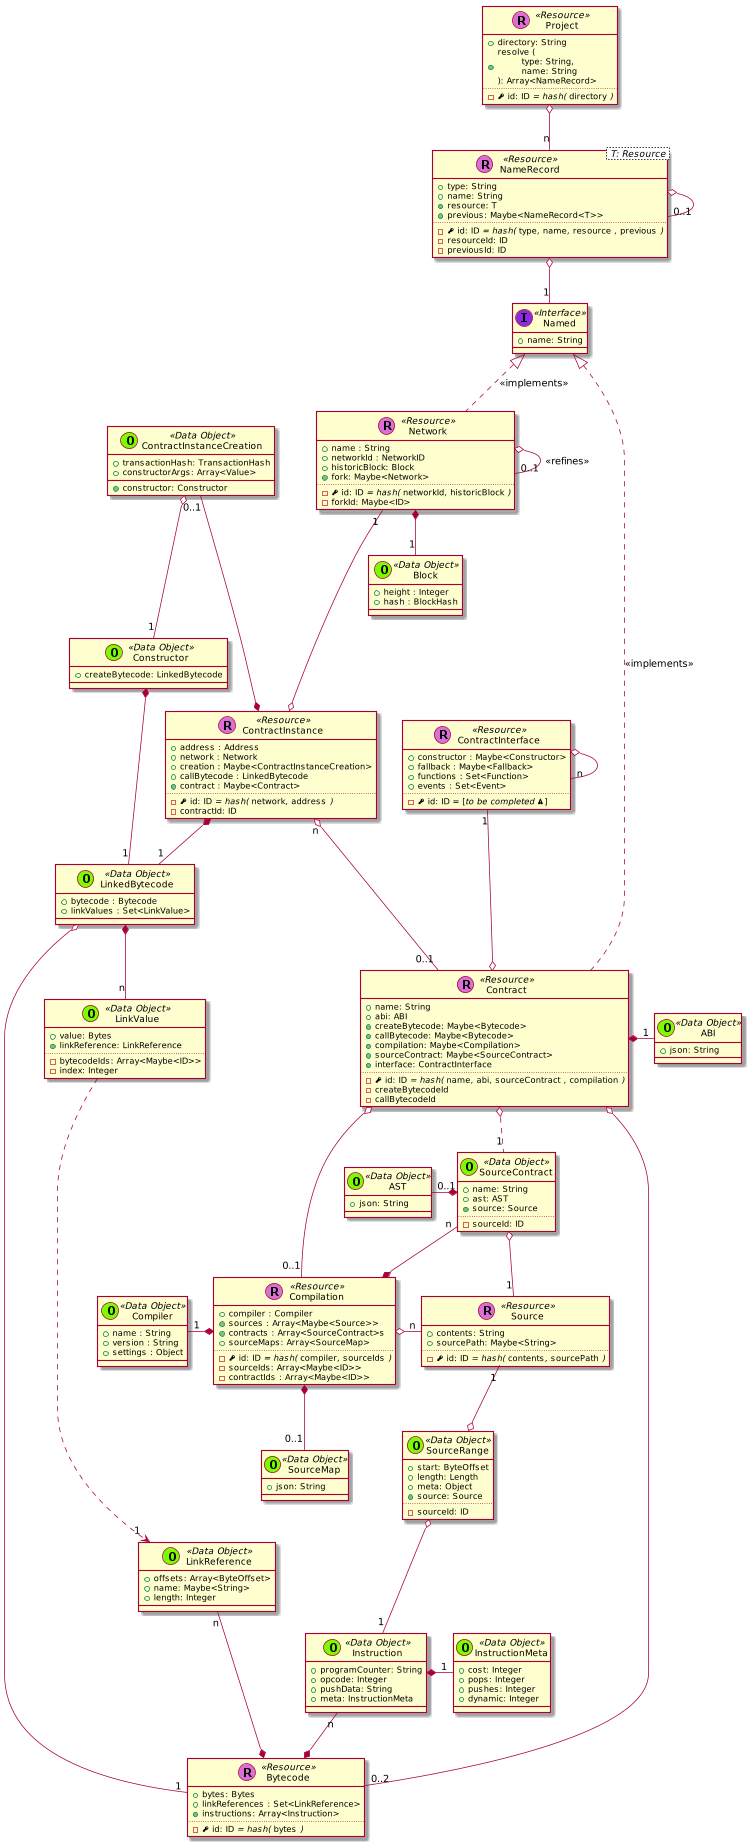 R
«Resource»
Project
directory: String
resolve (
type: String,
name: String
): Array<NameRecord>
id: ID = hash( directory )
n
T: Resource
R
«Resource»
NameRecord
type: String
name: String
resource: T
previous: Maybe<NameRecord<T>>
id: ID = hash( type, name, resource , previous )
resourceId: ID
previousId: ID
0..1
1
I
«Interface»
Named
name: String
«implements»
R
«Resource»
Network
name : String
networkId : NetworkID
historicBlock: Block
fork: Maybe<Network>
id: ID = hash( networkId, historicBlock )
forkId: Maybe<ID>
0..1
«refines»
O
«Data Object»
ContractInstanceCreation
transactionHash: TransactionHash
constructorArgs: Array<Value>
constructor: Constructor
0..1
1
1
1
O
«Data Object»
Block
height : Integer
hash : BlockHash
O
«Data Object»
Constructor
createBytecode: LinkedBytecode
«implements»
R
«Resource»
ContractInstance
address : Address
network : Network
creation : Maybe<ContractInstanceCreation>
callBytecode : LinkedBytecode
contract : Maybe<Contract>
id: ID = hash( network, address )
contractId: ID
R
«Resource»
ContractInterface
constructor : Maybe<Constructor>
fallback : Maybe<Fallback>
functions : Set<Function>
events : Set<Event>
id: ID = [to be completed ]
n
1
n
1
1
O
«Data Object»
LinkedBytecode
bytecode : Bytecode
linkValues : Set<LinkValue>
0..1
n
R
«Resource»
Contract
name: String
abi: ABI
createBytecode: Maybe<Bytecode>
callBytecode: Maybe<Bytecode>
compilation: Maybe<Compilation>
sourceContract: Maybe<SourceContract>
interface: ContractInterface
id: ID = hash( name, abi, sourceContract , compilation )
createBytecodeId
callBytecodeId
1
O
«Data Object»
ABI
json: String
O
«Data Object»
LinkValue
value: Bytes
linkReference: LinkReference
bytecodeIds: Array<Maybe<ID>>
index: Integer
1
O
«Data Object»
AST
json: String
0..1
O
«Data Object»
SourceContract
name: String
ast: AST
source: Source
sourceId: ID
n
0..1
1
O
«Data Object»
Compiler
name : String
version : String
settings : Object
1
R
«Resource»
Compilation
compiler : Compiler
sources : Array<Maybe<Source>>
contracts : Array<SourceContract>s
sourceMaps: Array<SourceMap>
id: ID = hash( compiler, sourceIds )
sourceIds: Array<Maybe<ID>>
contractIds : Array<Maybe<ID>>
n
R
«Resource»
Source
contents: String
sourcePath: Maybe<String>
id: ID = hash( contents, sourcePath )
1
0..1
O
«Data Object»
SourceMap
json: String
O
«Data Object»
SourceRange
start: ByteOffset
length: Length
meta: Object
source: Source
sourceId: ID
1
O
«Data Object»
LinkReference
offsets: Array<ByteOffset>
name: Maybe<String>
length: Integer
n
1
O
«Data Object»
Instruction
programCounter: String
opcode: Integer
pushData: String
meta: InstructionMeta
1
O
«Data Object»
InstructionMeta
cost: Integer
pops: Integer
pushes: Integer
dynamic: Integer
n
1
0..2
R
«Resource»
Bytecode
bytes: Bytes
linkReferences : Set<LinkReference>
instructions: Array<Instruction>
id: ID = hash( bytes )